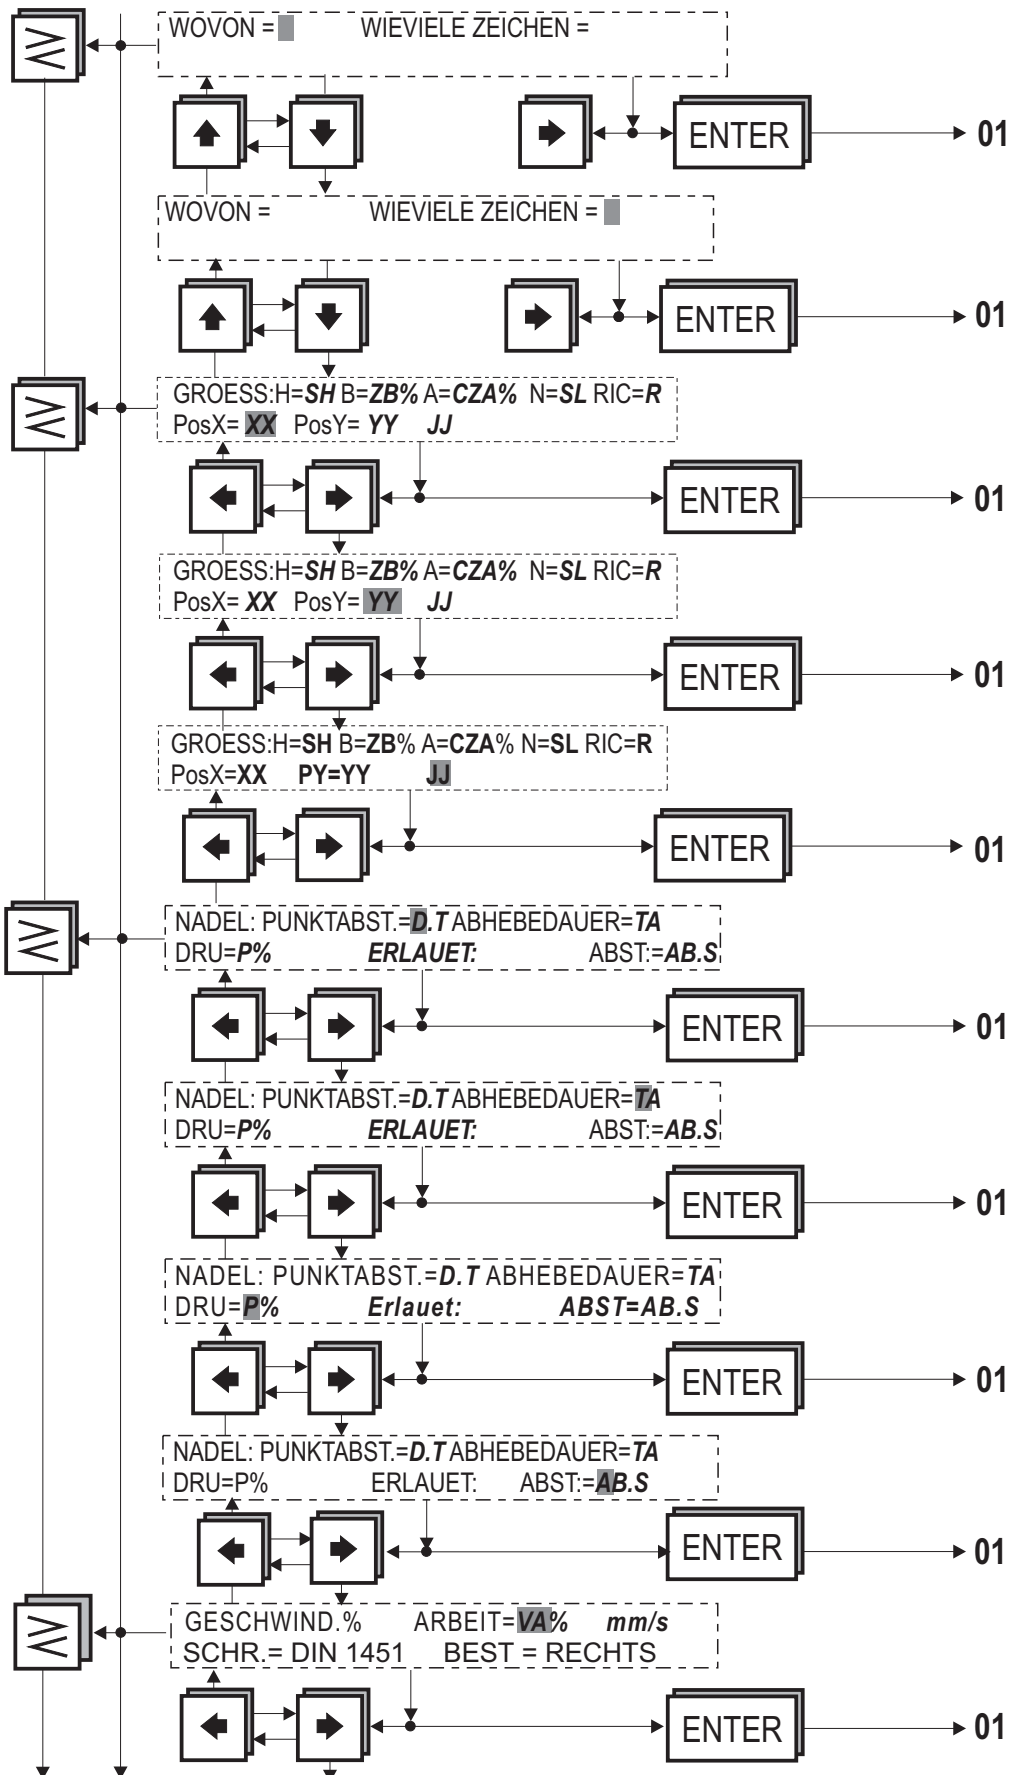 WOVON = WIEVIELE ZEICHEN =
ENTER 01
WOVON = WIEVIELE ZEICHEN =
ENTER 01
GROESS:H=SH B=ZB% A=CZA% N=SL RIC=R
PosX= XX PosY= YY JJ
ENTER 01
GROESS:H=SH B=ZB% A=CZA% N=SL RIC=R
PosX= XX PosY= YY JJ
ENTER 01
GROESS:H=SH B=ZB% A=CZA% N=SL RIC=R
PosX=XX PY=YY JJ
ENTER 01
NADEL: PUNKTABST.=D.T ABHEBEDAUER=TA
DRU=P% ERLAUET: ABST:=AB.S
ENTER 01
NADEL: PUNKTABST.=D.T ABHEBEDAUER=TA
DRU=P% ERLAUET: ABST:=AB.S
ENTER 01
NADEL: PUNKTABST.=D.T ABHEBEDAUER=TA
DRU=P% Erlauet: ABST=AB.S
ENTER 01
NADEL: PUNKTABST.=D.T ABHEBEDAUER=TA
DRU=P% ERLAUET: ABST:=AB.S
ENTER 01
GESCHWIND.% ARBEIT=VA% mm/s
SCHR.= DIN 1451 BEST = RECHTS
ENTER 01